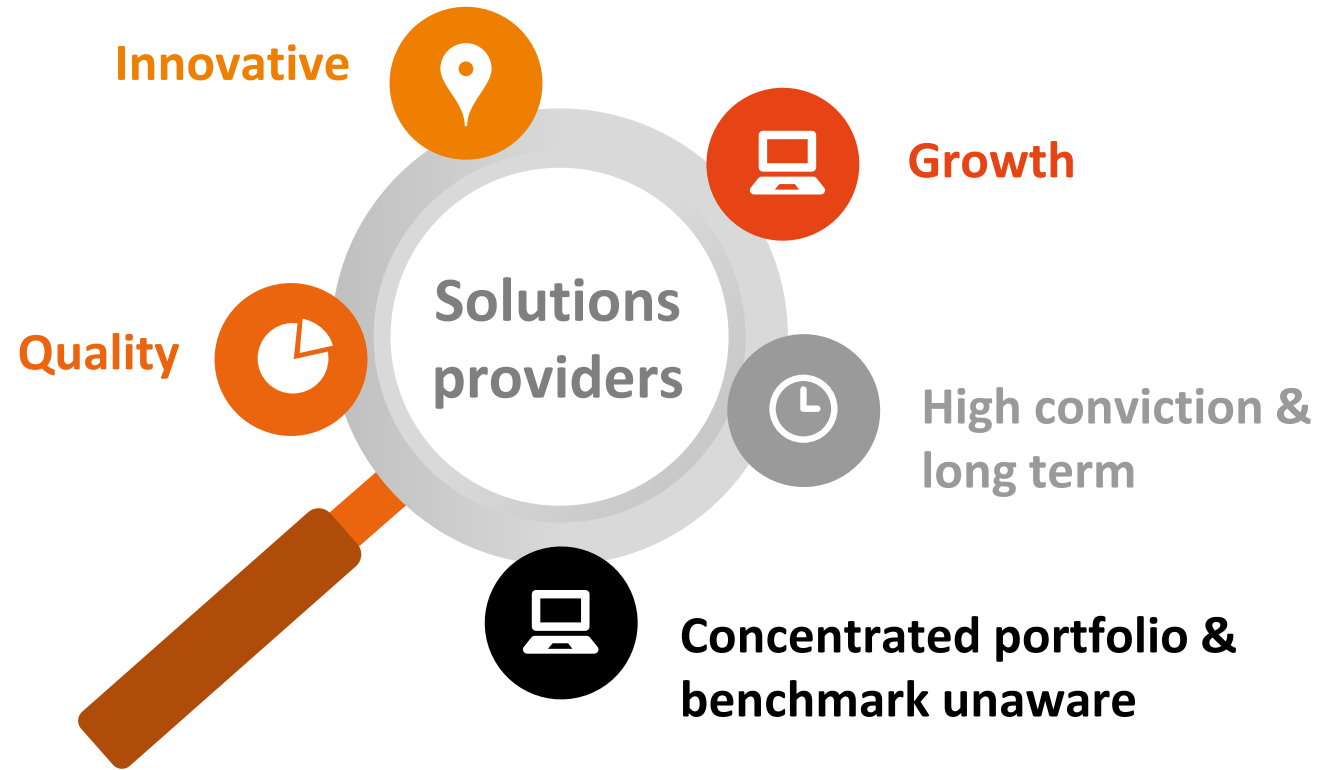 Innovative
Growth
Solutions
providers
Quality
High conviction &
long term
Concentrated portfolio &
benchmark unaware